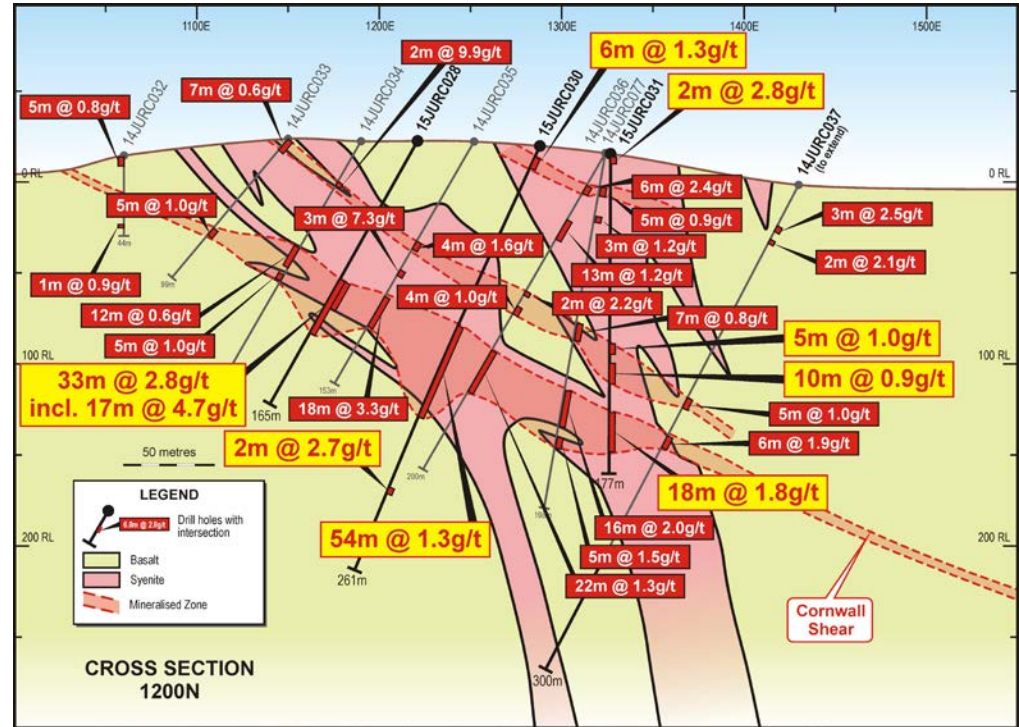 1100E
1200E
1300E
1400E
1500E
14JURC032
14JURC033
14JURC034
15JURC028
14JURC035
15JURC030
14JURC036
14JURC077
15JURC031
14JURC037
(to extend)
2m @ 9.9g/t
6m @ 1.3g/t
7m @ 0.6g/t
5m @ 0.8g/t
2m @ 2.8g/t
0 RL
0 RL
6m @ 2.4g/t
5m @ 1.0g/t
3m @ 7.3g/t
5m @ 0.9g/t
3m @ 2.5g/t
44m
4m @ 1.6g/t
3m @ 1.2g/t
2m @ 2.1g/t
99m
1m @ 0.9g/t
13m @ 1.2g/t
4m @ 1.0g/t
2m @ 2.2g/t
12m @ 0.6g/t
7m @ 0.8g/t
5m @ 1.0g/t
5m @ 1.0g/t
100 RL
100 RL
33m @ 2.8g/t
incl. 17m @ 4.7g/t
153m
10m @ 0.9g/t
165m
18m @ 3.3g/t
5m @ 1.0g/t
6m @ 1.9g/t
2m @ 2.7g/t
50 metres
200m
177m
18m @ 1.8g/t
LEGEND
6.8m @ 2.0g/t
Drill holes with
intersection
Basalt
Syenite
Mineralised Zone
16m @ 2.0g/t
54m @ 1.3g/t
5m @ 1.5g/t
200 RL
200 RL
261m
22m @ 1.3g/t
Cornwall
Shear
300m
CROSS SECTION
1200N